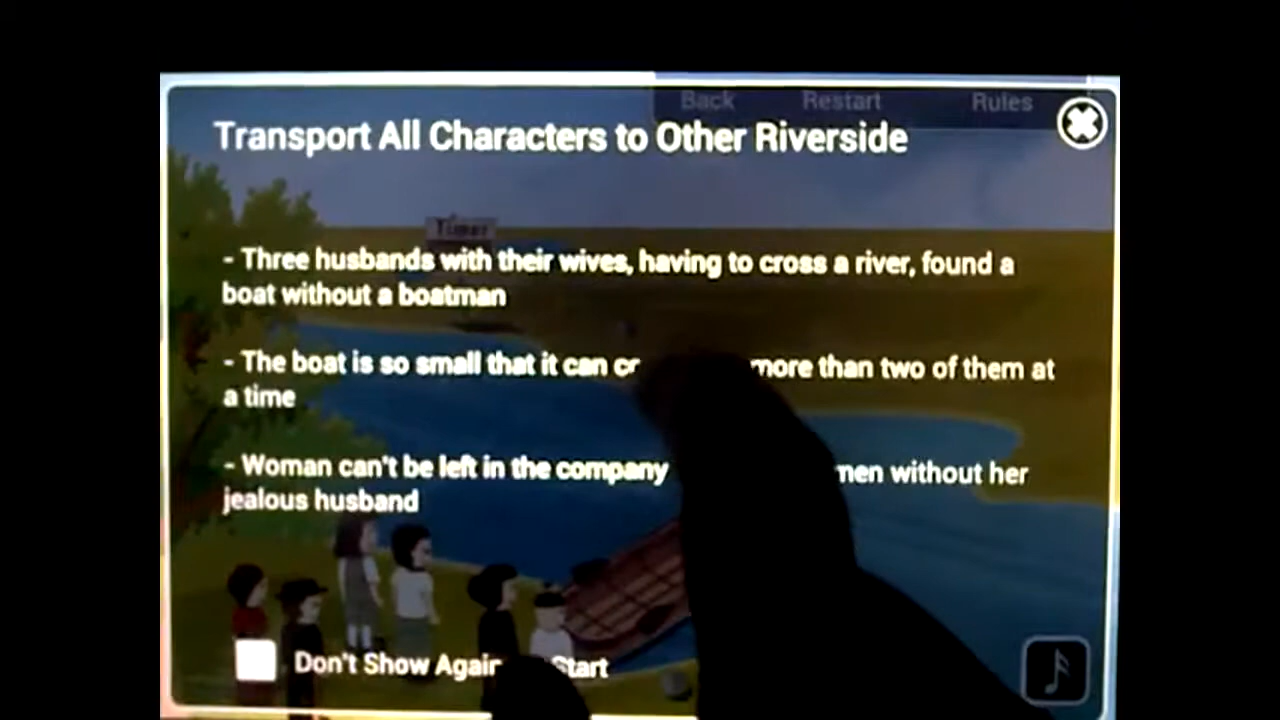 Back Restart Rules
Transport All Characters to Other Riverside
Timer
- Three husbands with their wives, having to cross a river, found a
boat without a boatman
- The boat is so small that it can more than two of them at
a time
- Woman can't be left in the company men without her
jealous husband
Don't Show Again Start